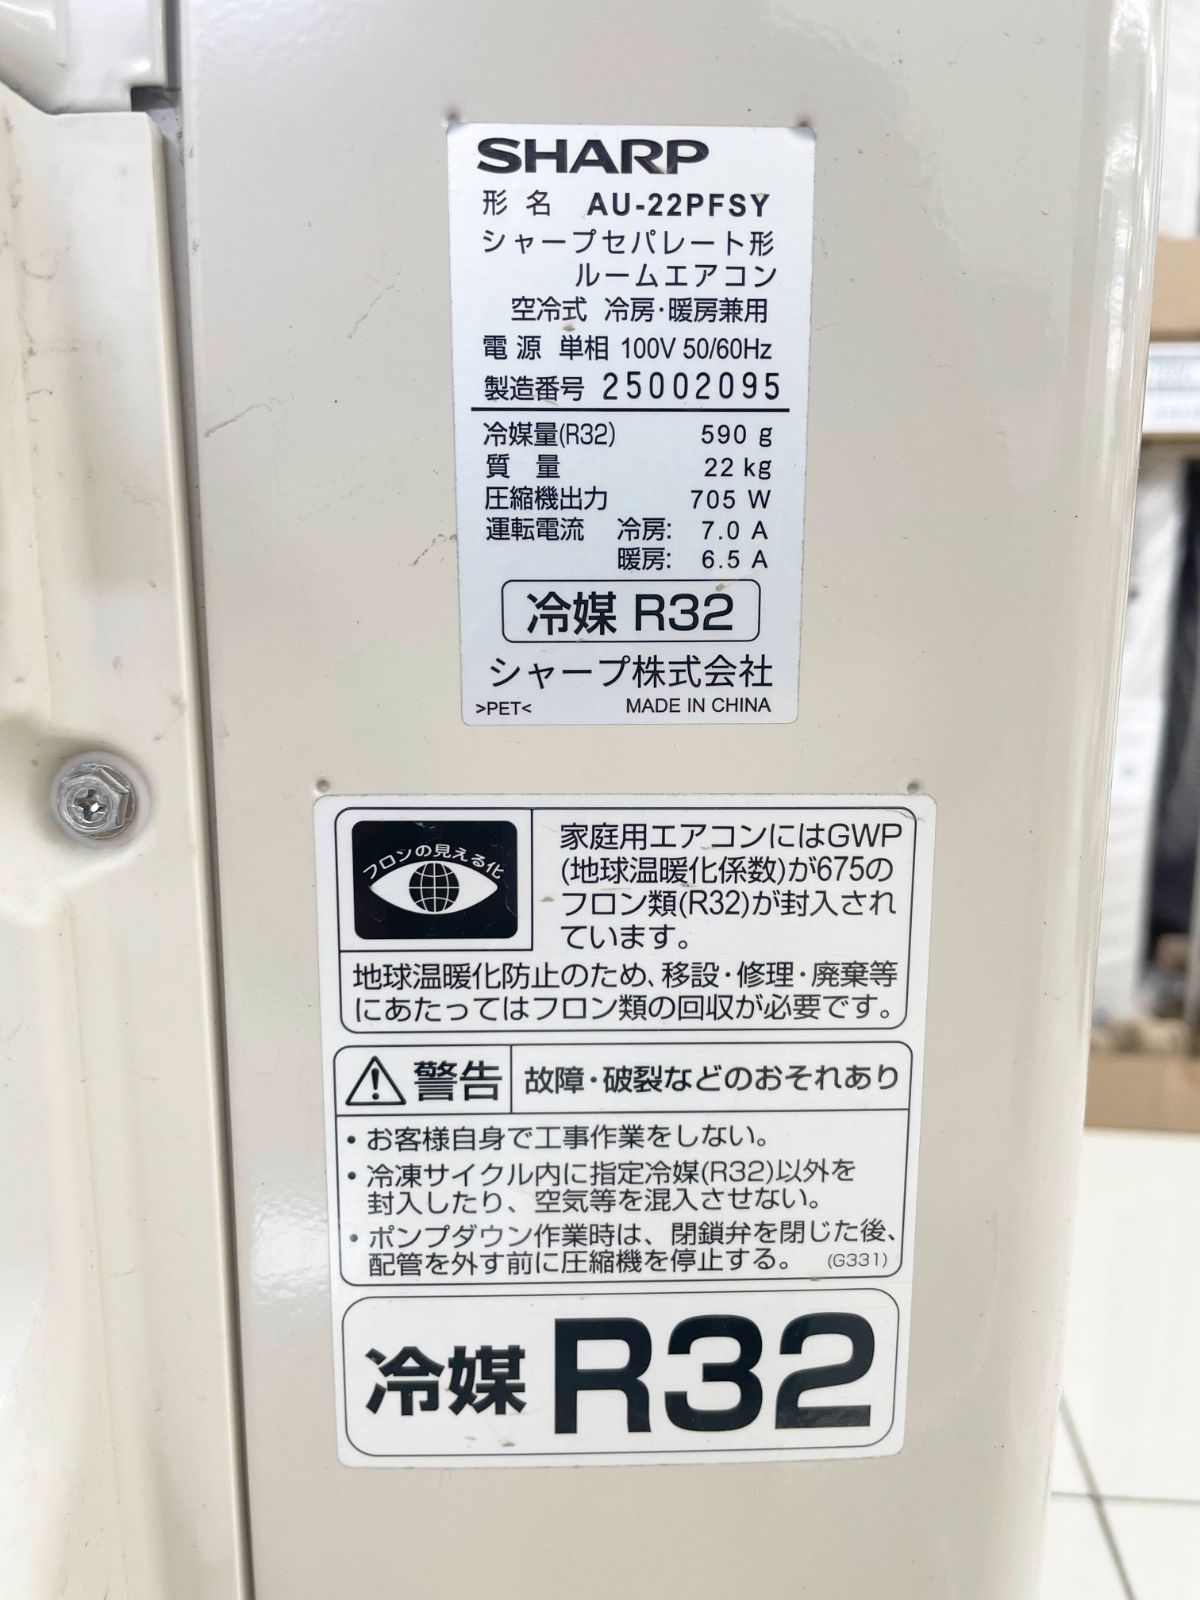 SHARP
形名 AU-22PFSY
シャープセパレート形
ルームエアコン
空冷式 冷房・暖房兼用
電源 単相 100V 50/60Hz
製造番号 25002095
冷媒量(R32) 590 g
質量 22 kg
圧縮機出力 705 W
運転電流 冷房: 7.0 A
暖房: 6.5 A
冷媒 R32
シャープ株式会社
>PET< MADE IN CHINA
フロンの見える化
家庭用エアコンにはGWP
(地球温暖化係数)が675の
フロン類(R32)が封入され
ています。
地球温暖化防止のため、移設・修理・廃棄等
にあたってはフロン類の回収が必要です。
警告 故障・破裂などのおそれあり
・お客様自身で工事作業をしない。
・冷凍サイクル内に指定冷媒(R32)以外を
封入したり、空気等を混入させない。
・ポンプダウン作業時は、閉鎖弁を閉じた後、
配管を外す前に圧縮機を停止する。 (G331)
冷媒 R32